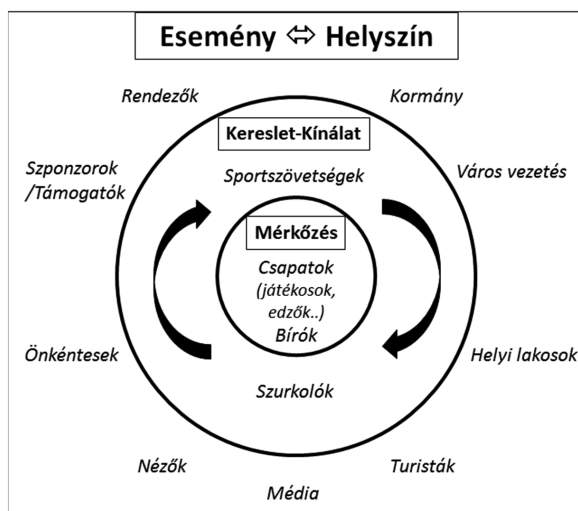 Esemény ⇔ Helyszín
Rendezők
Kormány
Kereslet-Kínálat
Szponzorok
/Támogatók
Sportszövetségek
Város vezetés
Mérkőzés
Csapatok
(játékosok,
edzők..)
Bírók
Önkéntesek
Helyi lakosok
Szurkolók
Nézők
Turisták
Média